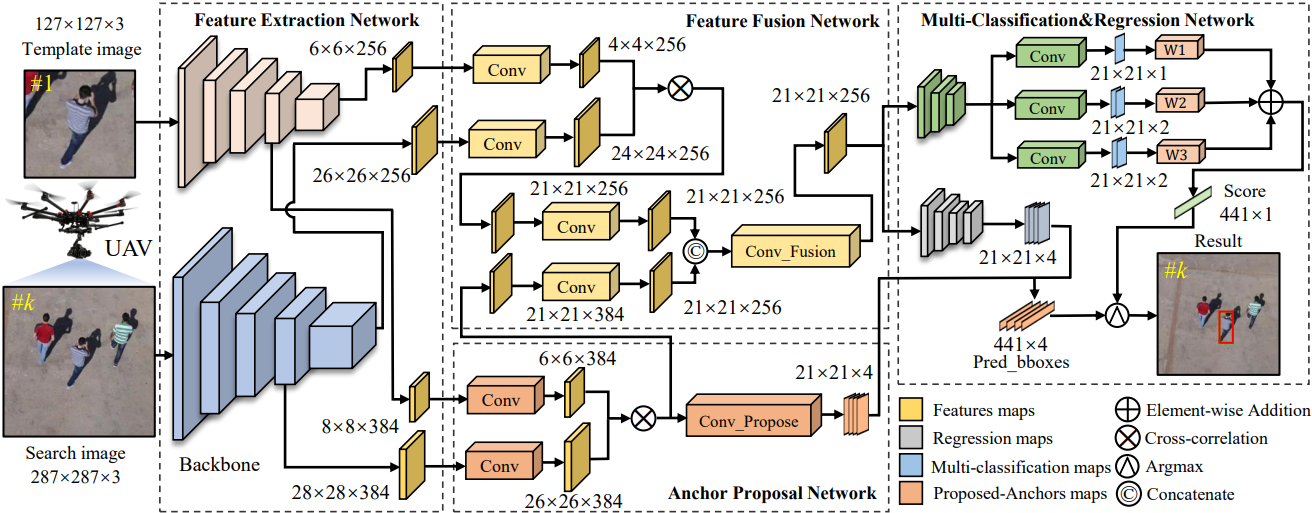 127×127×3
Template image
#1
UAV
#k
Search image
287×287×3
Feature Extraction Network
6×6×256
26×26×256
Backbone
8×8×384
28×28×384
Feature Fusion Network
Conv
4×4×256
Conv
24×24×256
21×21×256
Conv
21×21×256
C
Conv_Fusion
Conv
21×21×384
21×21×256
21×21×256
6×6×384
Conv
Conv
26×26×384
Conv_Propose
21×21×4
Anchor Proposal Network
Multi-Classification&Regression Network
Conv
21×21×1
W1
Conv
21×21×2
W2
Conv
21×21×2
W3
Score
441×1
21×21×4
441×4
Pred_bboxes
Result
#k
Features maps
Regression maps
Multi-classification maps
Proposed-Anchors maps
Element-wise Addition
Cross-correlation
Argmax
© Concatenate